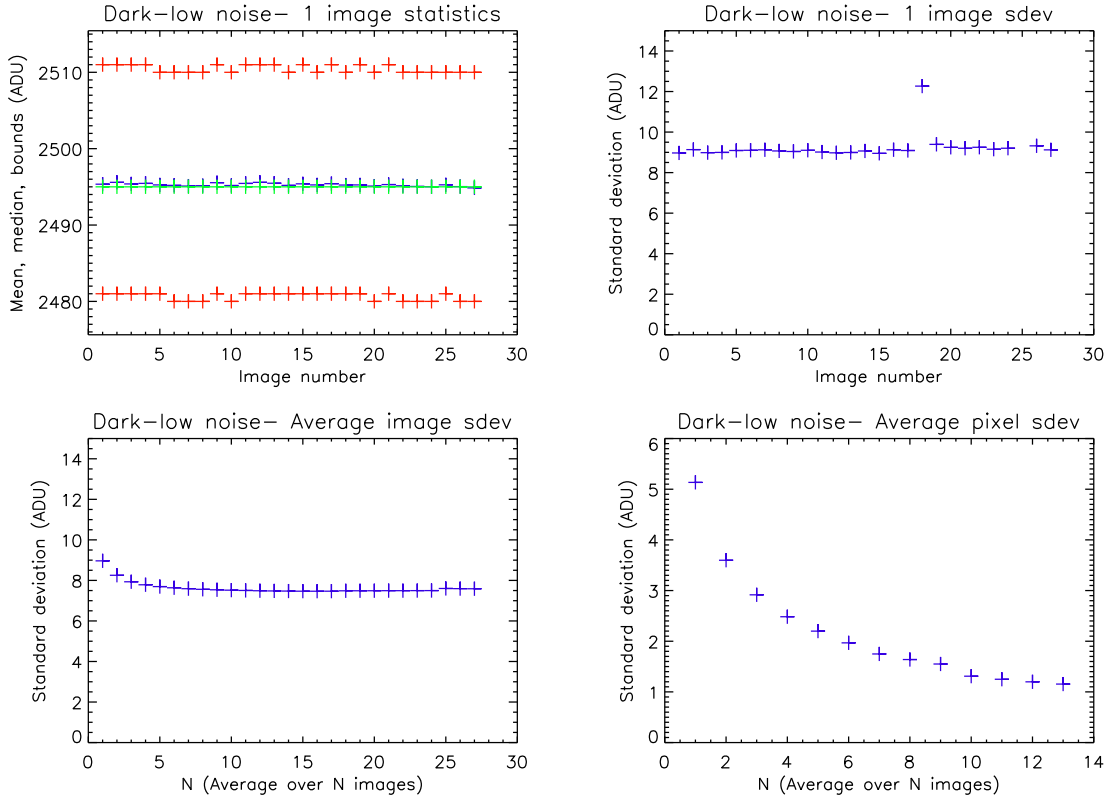 Dark-low noise- 1 image statistics
Mean, median, bounds (ADU)
2510
2500
2490
2480
0 5 10 15 20 25 30
Image number
Dark-low noise- 1 image sdev
Standard deviation (ADU)
14
12
10
8
6
4
2
0
0 5 10 15 20 25 30
Image number
Dark-low noise- Average image sdev
Standard deviation (ADU)
14
12
10
8
6
4
2
0
0 5 10 15 20 25 30
N (Average over N images)
Dark-low noise- Average pixel sdev
Standard deviation (ADU)
6
5
4
3
2
1
0
0 2 4 6 8 10 12 14
N (Average over N images)